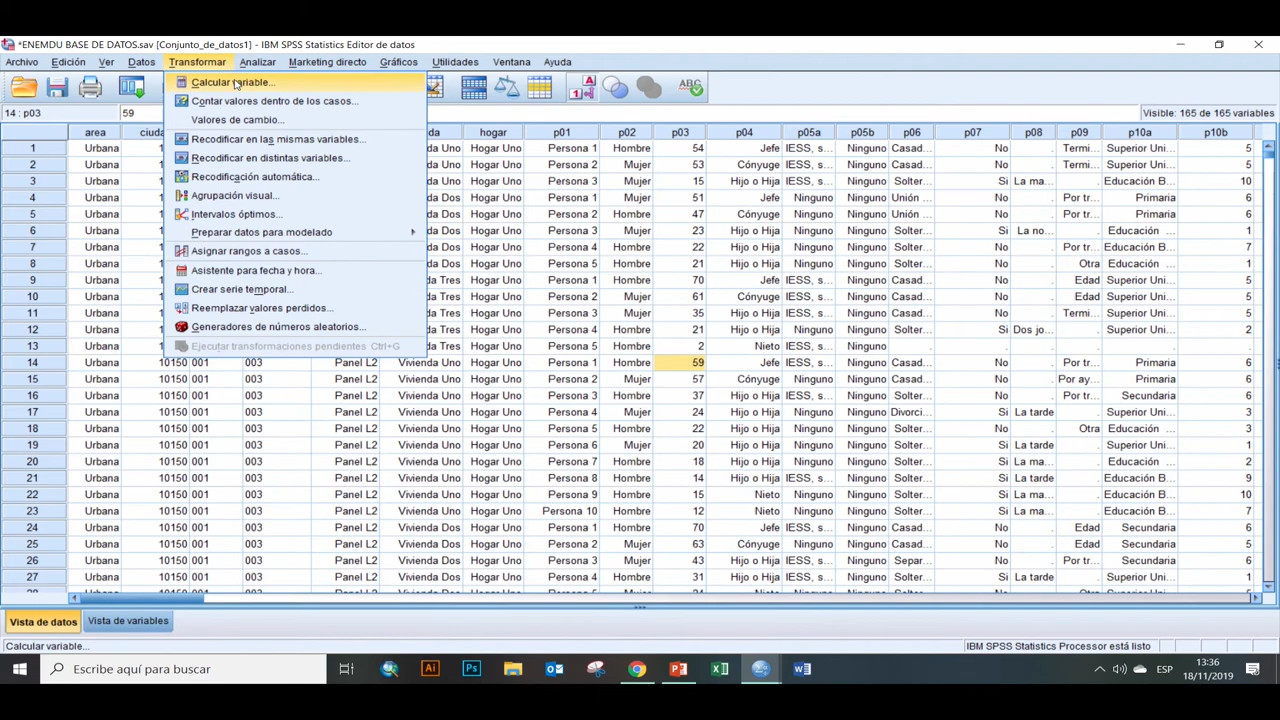 *ENEMDU BASE DE DATOS.sav [Conjunto_de_datos1] - IBM SPSS Statistics Editor de datos
Archivo Edición Ver Datos Transformar Analizar Marketing directo Gráficos Utilidades Ventana Ayuda
Calcular variable...
Contar valores dentro de los casos...
Valores de cambio...
Recodificar en las mismas variables...
Recodificar en distintas variables...
Recodificación automática...
Agrupación visual...
Intervalos óptimos...
Preparar datos para modelado
Asignar rangos a casos...
Asistente para fecha y hora...
Crear serie temporal...
Reemplazar valores perdidos...
Generadores de números aleatorios...
Ejecutar transformaciones pendientes Ctrl+G
14 : p03 59 Visible: 165 de 165 variables
area hogar p01 p02 p03 p04 p05a p05b p06 p07 p08 p09 p10a p10b
1 Urbana Hogar Uno Persona 1 Hombre 54 Jefe IESS, s... Ninguno Casad... No . Termi... Superior Uni... 5
2 Urbana Hogar Uno Persona 2 Mujer 53 Cónyuge IESS, s... Ninguno Casad... No . Termi... Superior Uni... 5
3 Urbana Hogar Uno Persona 3 Mujer 15 Hijo o Hija IESS, s... Ninguno Solter... Si La ma... . Educación B... 10
4 Urbana Hogar Uno Persona 1 Mujer 51 Jefe Ninguno Ninguno Unión ... No . Por tr... Primaria 6
5 Urbana Hogar Uno Persona 2 Hombre 47 Cónyuge Ninguno Ninguno Unión ... No . Por tr... Primaria 6
6 Urbana Hogar Uno Persona 3 Mujer 23 Hijo o Hija Ninguno Ninguno Solter... Si La no... . Educación ... 1
7 Urbana Hogar Uno Persona 4 Mujer 22 Hijo o Hija Ninguno Ninguno Solter... No . Por tr... Educación B... 6
8 Urbana Hogar Uno Persona 5 Hombre 21 Hijo o Hija Ninguno Ninguno Solter... No . Otra Educación ... 1
9 Urbana Hogar Uno Persona 1 Hombre 70 Jefe IESS, s... Ninguno Casad... No . Edad Superior Uni... 5
10 Urbana Hogar Uno Persona 2 Mujer 61 Cónyuge IESS, s... Ninguno Casad... No . Edad Superior Uni... 3
11 Urbana Hogar Uno Persona 3 Mujer 35 Hijo o Hija IESS, s... Ninguno Solter... No . Por tr... Superior Uni... 5
12 Urbana Hogar Uno Persona 4 Hombre 21 Hijo o Hija IESS, s... Ninguno Solter... Si Dos jo... . Superior Uni... 3
13 Urbana Hogar Uno Persona 5 Hombre 2 Nieto IESS, s... Ninguno . . . . . .
14 Urbana 10150 001 003 Panel L2 Vivienda Uno Hogar Uno Persona 1 Hombre 59 Jefe IESS, s... Ninguno Casad... No . Por tr... Primaria 6
15 Urbana 10150 001 003 Panel L2 Vivienda Uno Hogar Uno Persona 2 Mujer 57 Cónyuge Ninguno Ninguno Casad... No . Por ay... Primaria 6
16 Urbana 10150 001 003 Panel L2 Vivienda Uno Hogar Uno Persona 3 Mujer 37 Hijo o Hija IESS, s... Ninguno Casad... No . Por tr... Secundaria 6
17 Urbana 10150 001 003 Panel L2 Vivienda Uno Hogar Uno Persona 4 Mujer 24 Hijo o Hija Ninguno Ninguno Divorci... Si La tarde . Superior Uni... 3
18 Urbana 10150 001 003 Panel L2 Vivienda Uno Hogar Uno Persona 5 Hombre 22 Hijo o Hija Ninguno Ninguno Solter... No . Otra Superior Uni... 3
19 Urbana 10150 001 003 Panel L2 Vivienda Uno Hogar Uno Persona 6 Mujer 20 Hijo o Hija Ninguno Ninguno Solter... Si La tarde . Superior Uni... 1
20 Urbana 10150 001 003 Panel L2 Vivienda Uno Hogar Uno Persona 7 Hombre 18 Hijo o Hija Ninguno Ninguno Solter... Si La ma... . Educación ... 2
21 Urbana 10150 001 003 Panel L2 Vivienda Uno Hogar Uno Persona 8 Hombre 14 Hijo o Hija IESS, s... Ninguno Solter... Si La ma... . Educación B... 9
22 Urbana 10150 001 003 Panel L2 Vivienda Uno Hogar Uno Persona 9 Hombre 15 Nieto Ninguno Ninguno Solter... Si La ma... . Educación B... 10
23 Urbana 10150 001 003 Panel L2 Vivienda Uno Hogar Uno Persona 10 Hombre 12 Nieto IESS, s... Ninguno Solter... Si La ma... . Educación B... 7
24 Urbana 10150 001 003 Panel L2 Vivienda Dos Hogar Uno Persona 1 Hombre 70 Jefe IESS, s... Ninguno Casad... No . Edad Secundaria 6
25 Urbana 10150 001 003 Panel L2 Vivienda Dos Hogar Uno Persona 2 Mujer 63 Cónyuge IESS, s... Ninguno Casad... No . Edad Secundaria 5
26 Urbana 10150 001 003 Panel L2 Vivienda Dos Hogar Uno Persona 3 Mujer 43 Hijo o Hija IESS, s... Ninguno Separ... No . Por tr... Secundaria 6
27 Urbana 10150 001 003 Panel L2 Vivienda Dos Hogar Uno Persona 4 Hombre 31 Hijo o Hija IESS, s... Ninguno Solter... Si La tarde . Superior Uni... 1
Vista de datos Vista de variables
Calcular variable... IBM SPSS Statistics Processor está listo
Escribe aquí para buscar ESP 13:36
18/11/2019